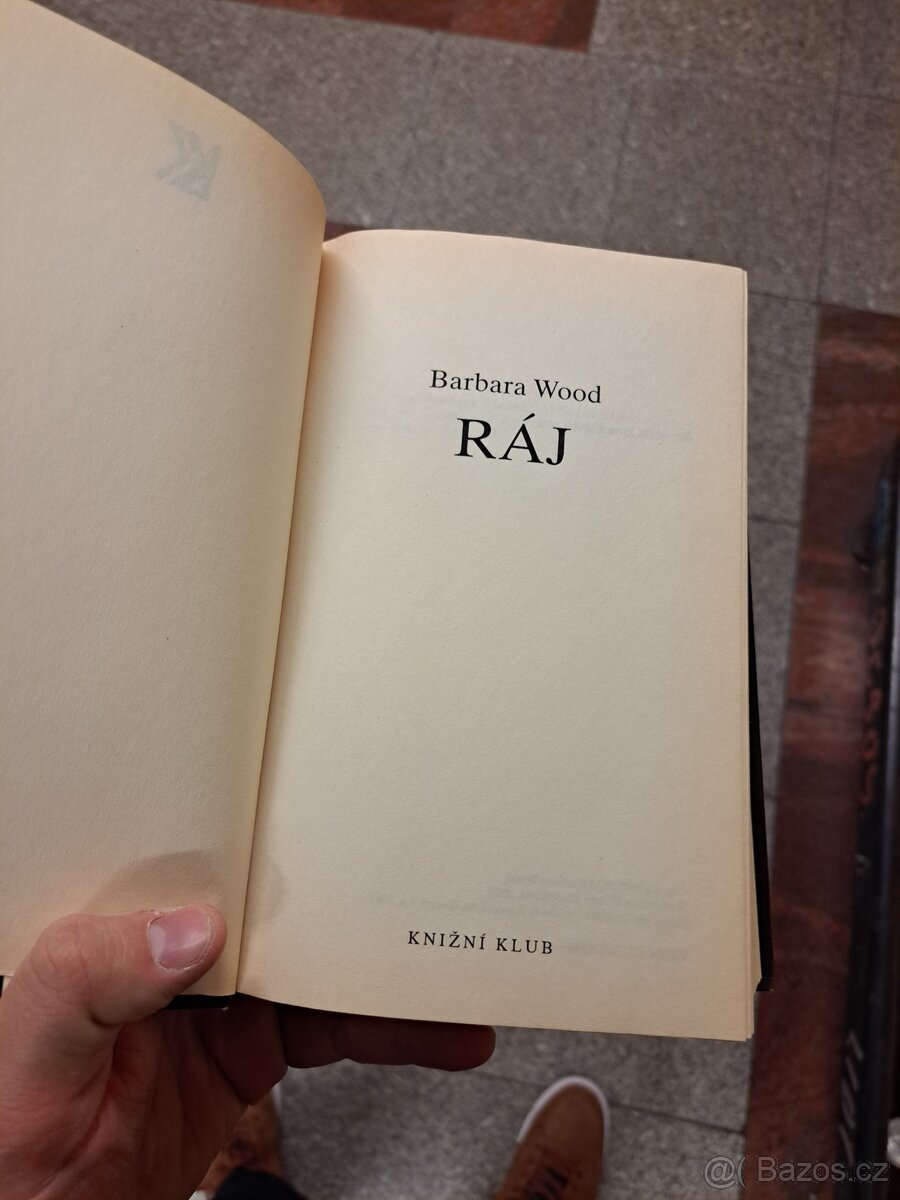 Barbara Wood
RÁJ
KNIŽNÍ KLUB
@( Bazos.cz